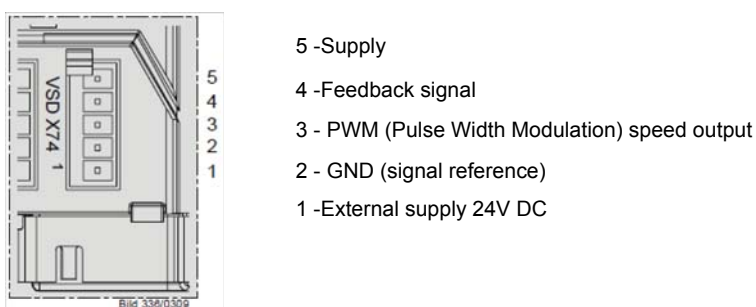 5 -Supply
5
4 -Feedback signal
4
3 - PWM (Pulse Width Modulation) speed output
3
2 - GND (signal reference)
2
1 -External supply 24V DC
1
VSD X74 1
Bild 336/0309